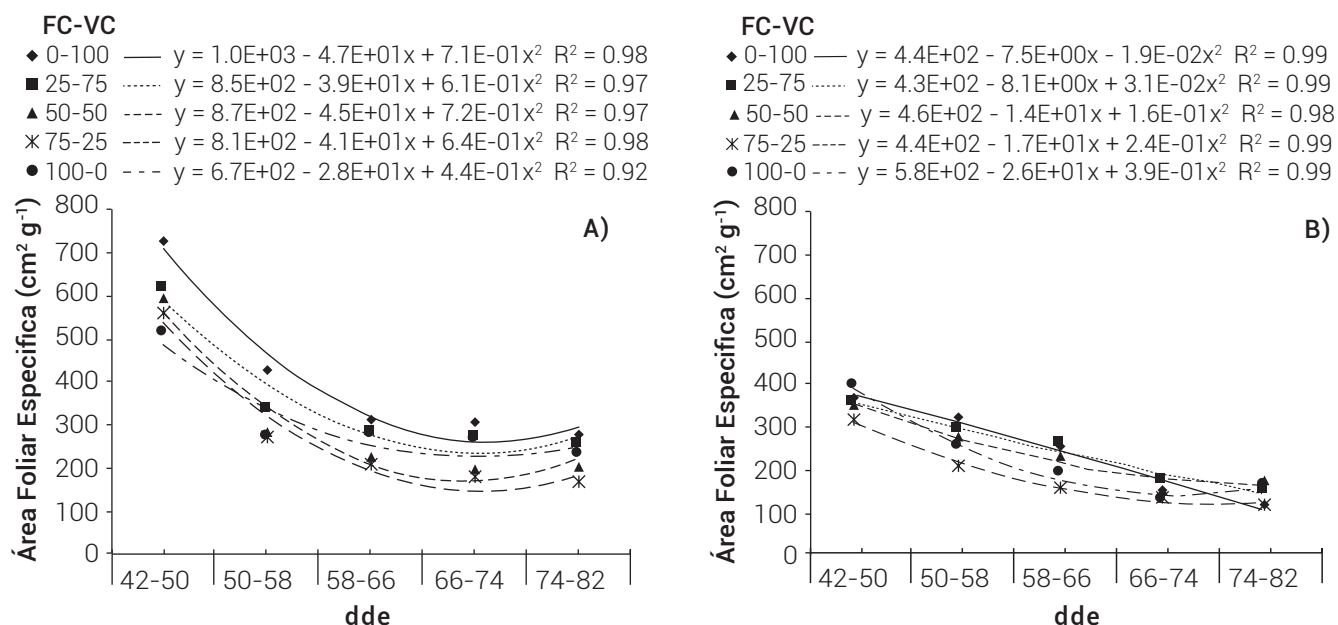 FC-VC
0-100 y = 1.0E+03 - 4.7E+01x + 7.1E-01x² R² = 0.98
25-75 y = 8.5E+02 - 3.9E+01x + 6.1E-01x² R² = 0.97
50-50 y = 8.7E+02 - 4.5E+01x + 7.2E-01x² R² = 0.97
75-25 y = 8.1E+02 - 4.1E+01x + 6.4E-01x² R² = 0.98
100-0 y = 6.7E+02 - 2.8E+01x + 4.4E-01x² R² = 0.92
A)
Área Foliar Especifica (cm² g⁻¹)
800
700
600
500
400
300
200
100
0
42-50 50-58 58-66 66-74 74-82
dde
FC-VC
0-100 y = 4.4E+02 - 7.5E+00x - 1.9E-02x² R² = 0.99
25-75 y = 4.3E+02 - 8.1E+00x + 3.1E-02x² R² = 0.99
50-50 y = 4.6E+02 - 1.4E+01x + 1.6E-01x² R² = 0.98
75-25 y = 4.4E+02 - 1.7E+01x + 2.4E-01x² R² = 0.99
100-0 y = 5.8E+02 - 2.6E+01x + 3.9E-01x² R² = 0.99
B)
Área Foliar Especifica (cm² g⁻¹)
800
700
600
500
400
300
200
100
0
42-50 50-58 58-66 66-74 74-82
dde